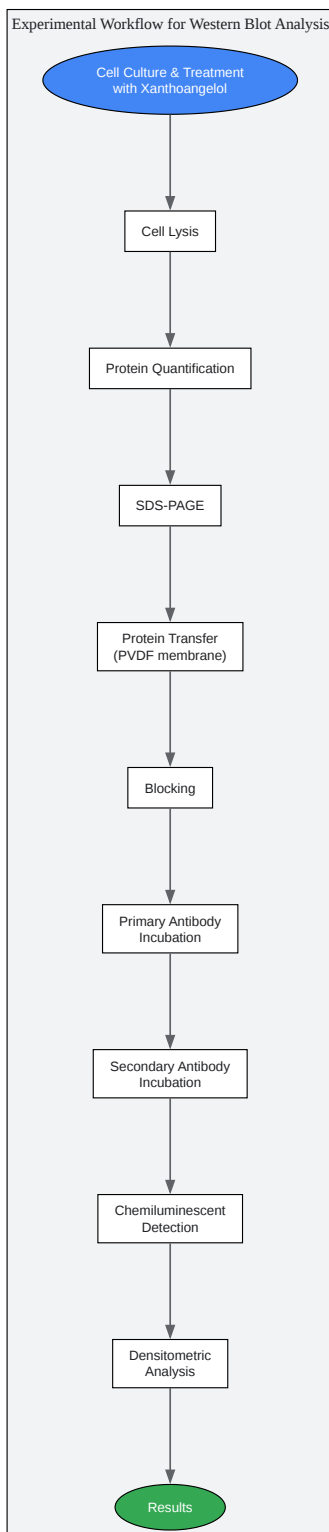 Experimental Workflow for Western Blot Analysis
Cell Culture & Treatment
with Xanthoangelol
Cell Lysis
Protein Quantification
SDS-PAGE
Protein Transfer
(PVDF membrane)
Blocking
Primary Antibody
Incubation
Secondary Antibody
Incubation
Chemiluminescent
Detection
Densitometric
Analysis
Results